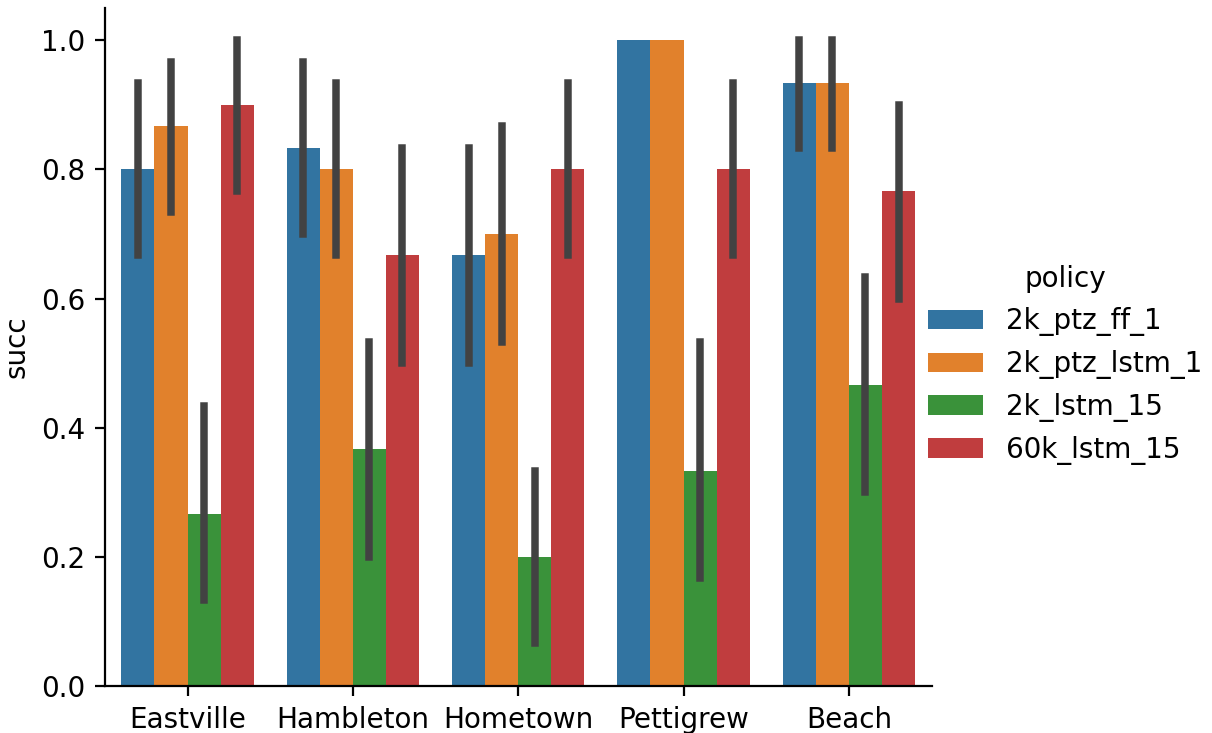 1.0
0.8
0.6
0.4
0.2
0.0
succ
Eastville Hambleton Hometown Pettigrew Beach
policy
2k_ptz_ff_1
2k_ptz_lstm_1
2k_lstm_15
60k_lstm_15